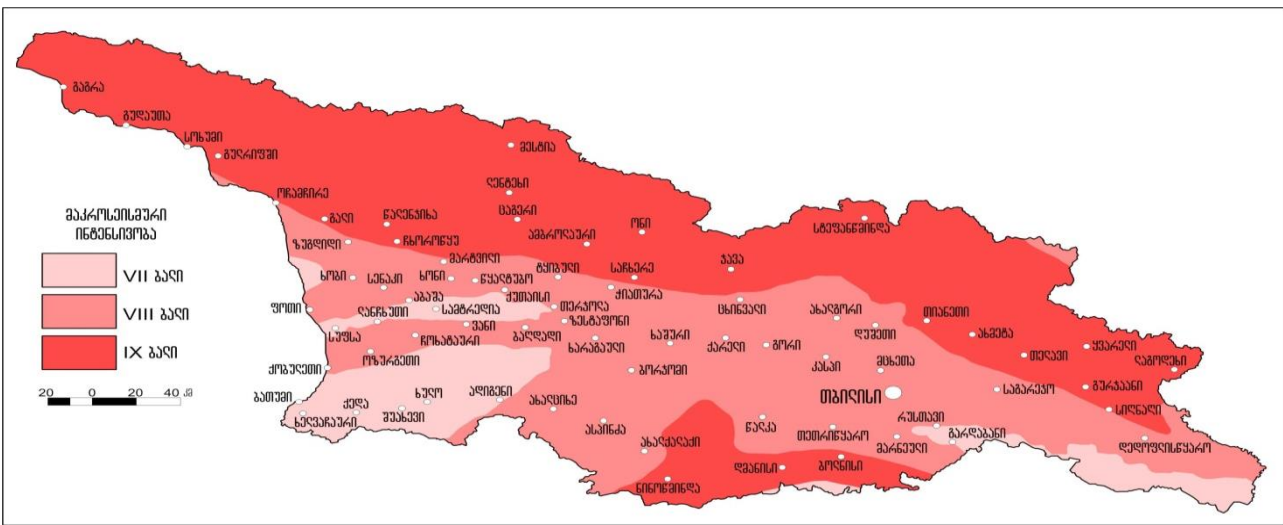 გაგრა
გუდაუთა
სოხუმი
გულრიფში
ოჩამჩირე
გალი
წალენჯიხა
ზუგდიდი
ჩხოროწყუ
მარტვილი
ხობი
სენაკი
ხონი
წყალტუბო
აბაშა
ქუთაისი
ფოთი
ლანჩხუთი
სამტრედია
სუფსა
ჩოხატაური
ვანი
ოზურგეთი
ქობულეთი
ბათუმი
ხელვაჩაური
ქედა
შუახევი
ხულო
ადიგენი
მესტია
ლენტეხი
ცაგერი
ამბროლაური
ონი
ტყიბული
საჩხერე
ჭიათურა
თერჯოლა
ზესტაფონი
ბაღდადი
ხარაგაული
ხაშური
ბორჯომი
ახალციხე
ასპინძა
ახალქალაქი
ნინოწმინდა
ჯავა
ცხინვალი
ქარელი
გორი
კასპი
სტეფანწმინდა
ახალგორი
დუშეთი
მცხეთა
თბილისი
წალკა
თეთრიწყარო
დმანისი
ბოლნისი
მარნეული
რუსთავი
გარდაბანი
თიანეთი
ახმეტა
თელავი
ყვარელი
ლაგოდეხი
საგარეჯო
გურჯაანი
სიღნაღი
დედოფლისწყარო
მაკროსეისმური
ინტენსივობა
VII ბალი
VIII ბალი
IX ბალი
20 0 20 40 კმ